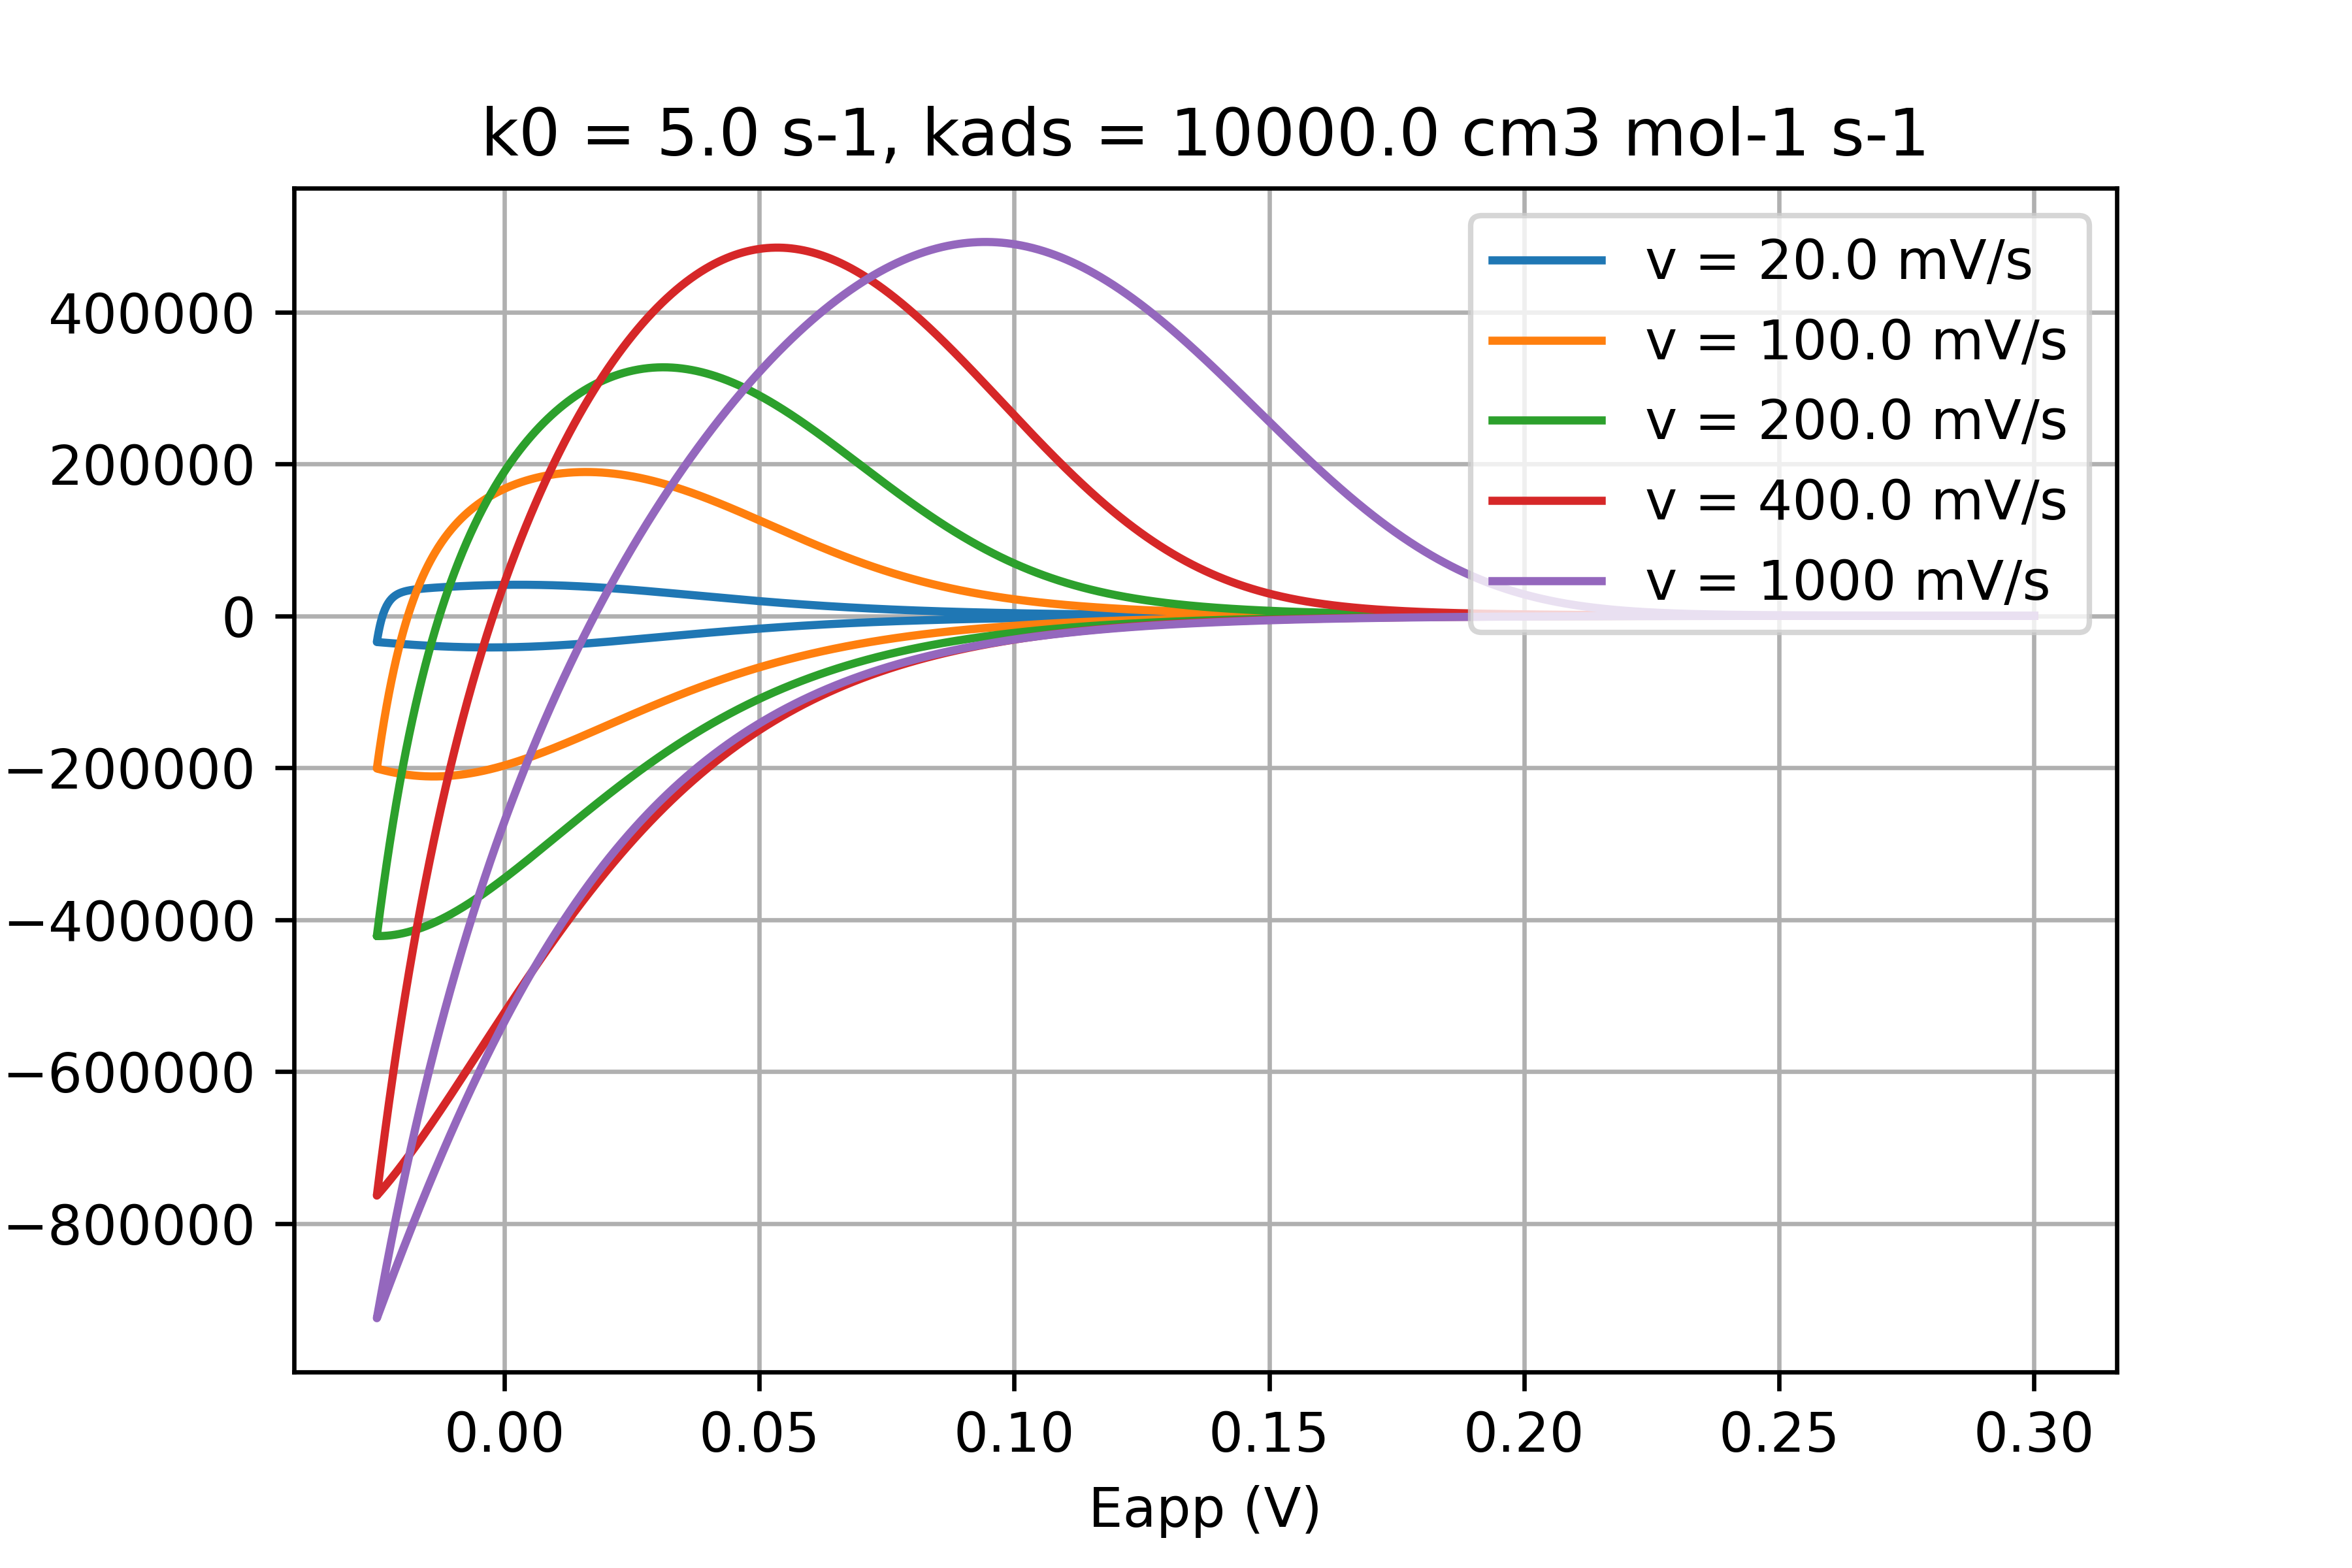 k0 = 5.0 s-1, kads = 10000.0 cm3 mol-1 s-1
v = 20.0 mV/s
v = 100.0 mV/s
v = 200.0 mV/s
v = 400.0 mV/s
v = 1000 mV/s
400000
200000
0
−200000
−400000
−600000
−800000
0.00 0.05 0.10 0.15 0.20 0.25 0.30
Eapp (V)